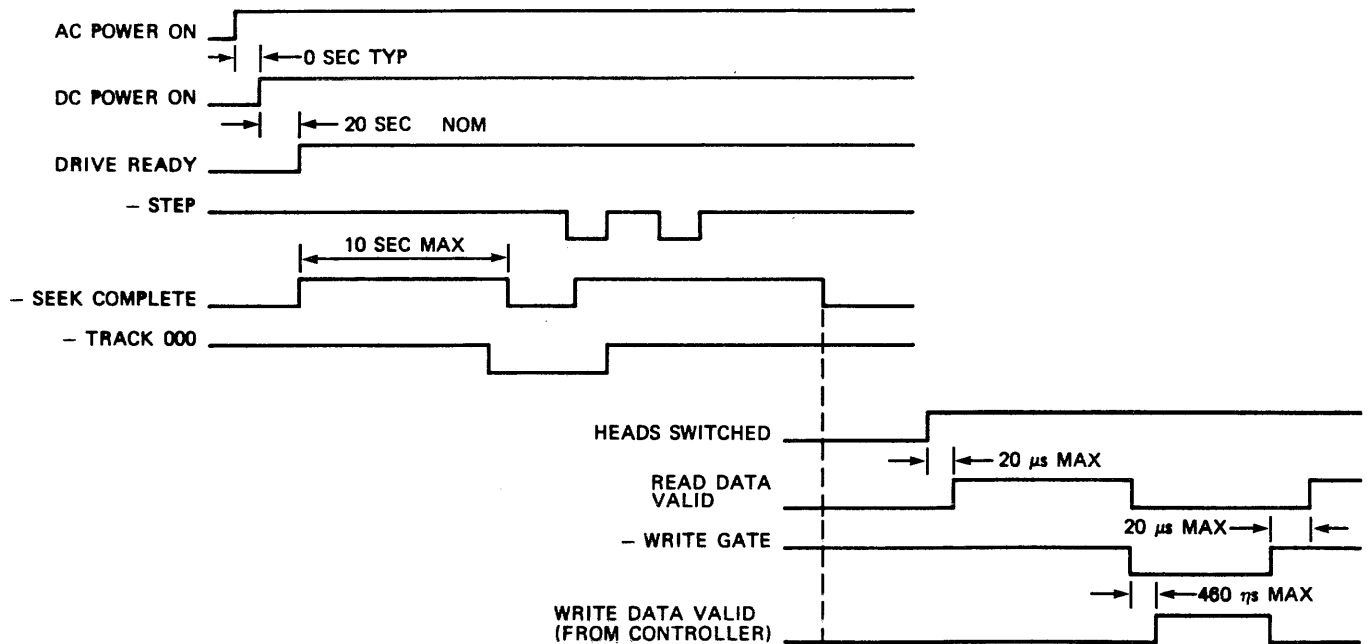 AC POWER ON
0 SEC TYP
DC POWER ON
20 SEC NOM
DRIVE READY
– STEP
10 SEC MAX
– SEEK COMPLETE
– TRACK 000
HEADS SWITCHED
20 μs MAX
READ DATA
VALID
20 μs MAX
– WRITE GATE
460 ηs MAX
WRITE DATA VALID
(FROM CONTROLLER)